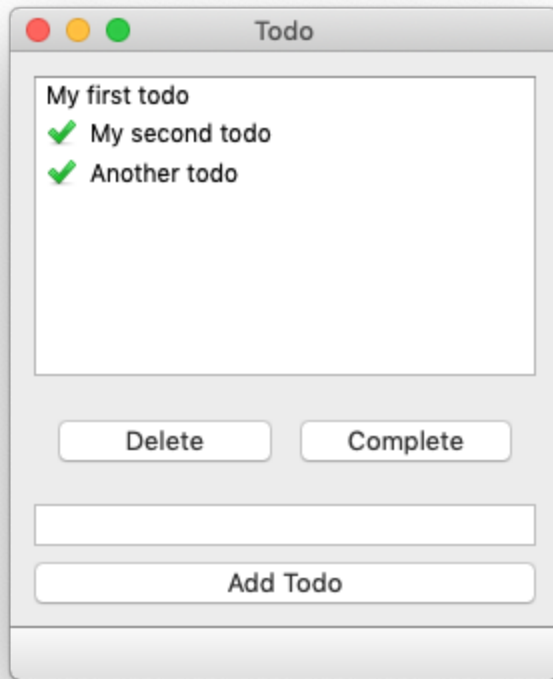 Todo
My first todo
My second todo
Another todo
Delete Complete
Add Todo